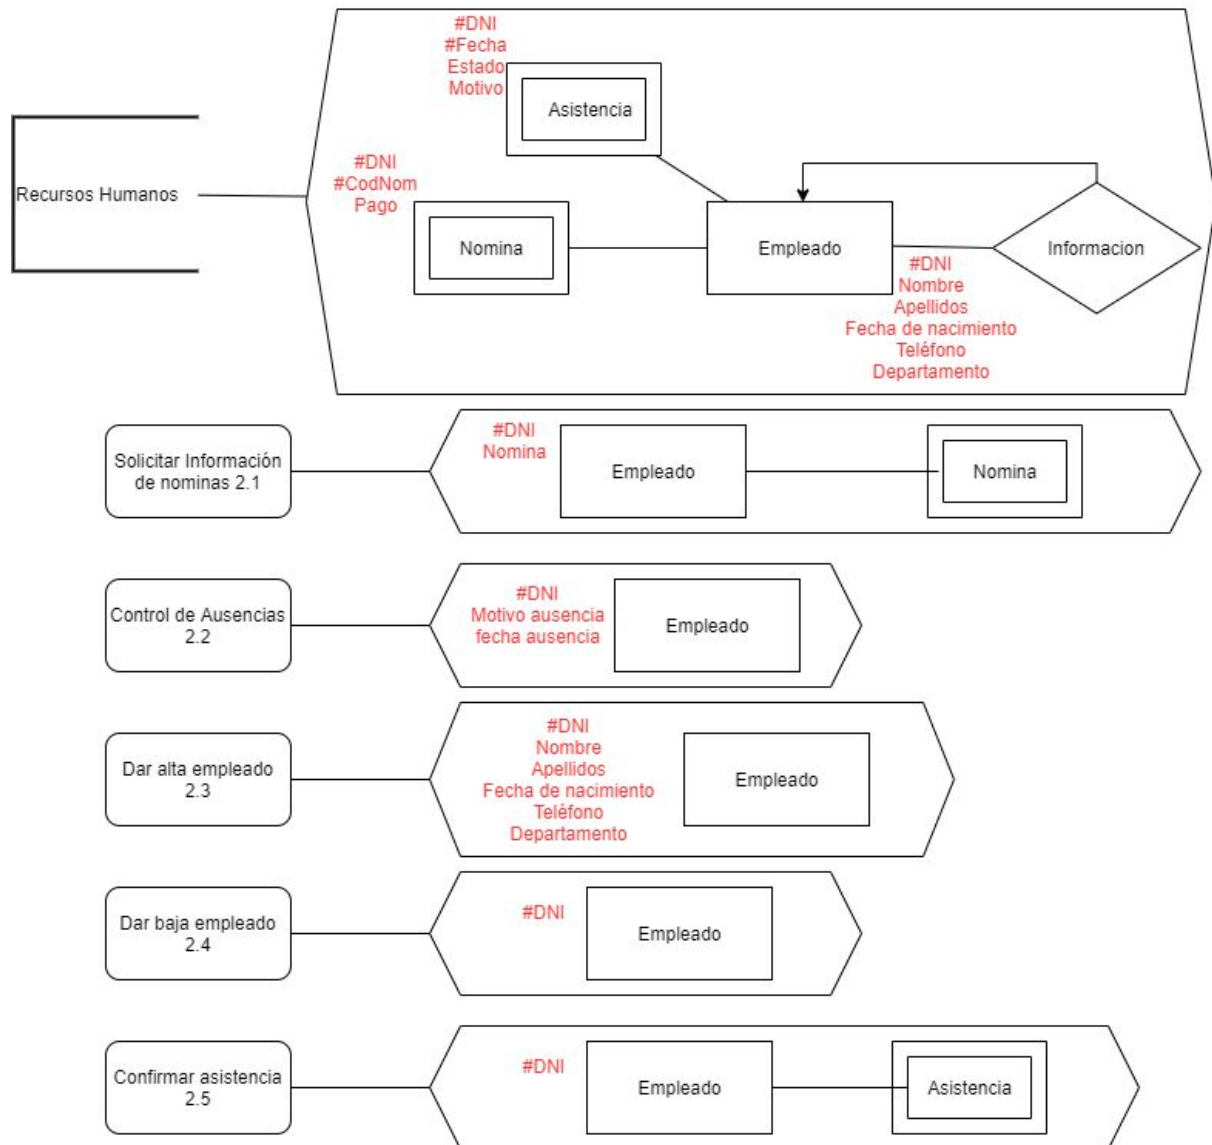 #DNI
#Fecha
Estado
Motivo
Asistencia
Recursos Humanos
#DNI
#CodNom
Pago
Nomina
Empleado
Informacion
#DNI
Nombre
Apellidos
Fecha de nacimiento
Teléfono
Departamento
Solicitar Información
de nominas 2.1
#DNI
Nomina
Empleado
Nomina
Control de Ausencias
2.2
#DNI
Motivo ausencia
fecha ausencia
Empleado
Dar alta empleado
2.3
#DNI
Nombre
Apellidos
Fecha de nacimiento
Teléfono
Departamento
Empleado
Dar baja empleado
2.4
#DNI
Empleado
Confirmar asistencia
2.5
#DNI
Empleado
Asistencia